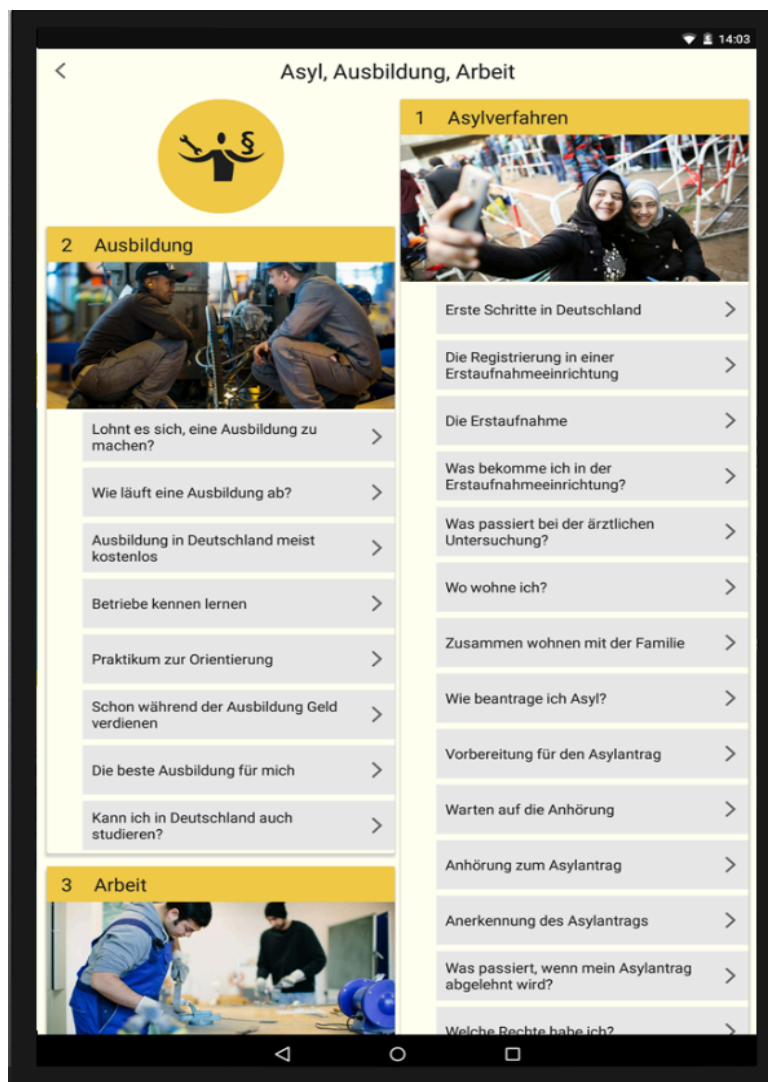 14:03
Asyl, Ausbildung, Arbeit
§
1 Asylverfahren
Erste Schritte in Deutschland
Die Registrierung in einer
Erstaufnahmeeinrichtung
Die Erstaufnahme
Was bekomme ich in der
Erstaufnahmeeinrichtung?
Was passiert bei der ärztlichen
Untersuchung?
Wo wohne ich?
Zusammen wohnen mit der Familie
Wie beantrage ich Asyl?
Vorbereitung für den Asylantrag
Warten auf die Anhörung
Anhörung zum Asylantrag
Anerkennung des Asylantrags
Was passiert, wenn mein Asylantrag
abgelehnt wird?
Welche Rechte habe ich?
2 Ausbildung
Lohnt es sich, eine Ausbildung zu
machen?
Wie läuft eine Ausbildung ab?
Ausbildung in Deutschland meist
kostenlos
Betriebe kennen lernen
Praktikum zur Orientierung
Schon während der Ausbildung Geld
verdienen
Die beste Ausbildung für mich
Kann ich in Deutschland auch
studieren?
3 Arbeit